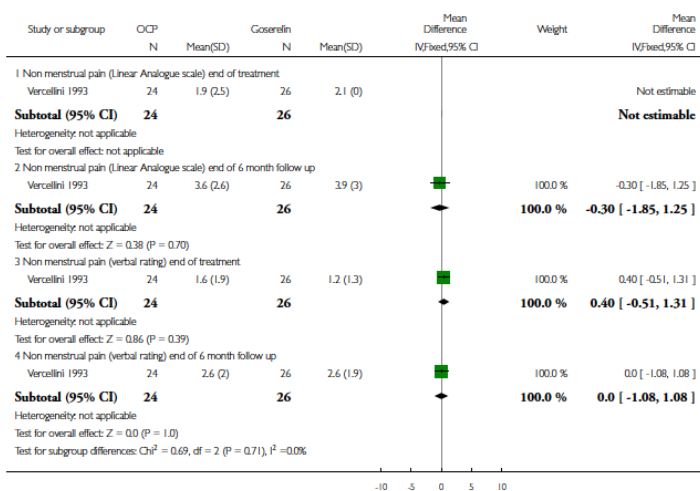 Study or subgroup OCP Goserelin Mean Difference Weight Mean Difference
N Mean(SD) N Mean(SD) IV,Fixed,95% CI IV,Fixed,95% CI
1 Non menstrual pain (Linear Analogue scale) end of treatment
Vercellini 1993 24 1.9 (2.5) 26 2.1 (0) Not estimable
Subtotal (95% CI) 24 26 Not estimable
Heterogeneity: not applicable
Test for overall effect: not applicable
2 Non menstrual pain (Linear Analogue scale) end of 6 month follow up
Vercellini 1993 24 3.6 (2.6) 26 3.9 (3) 100.0 % -0.30 [ -1.85, 1.25 ]
Subtotal (95% CI) 24 26 100.0 % -0.30 [ -1.85, 1.25 ]
Heterogeneity: not applicable
Test for overall effect: Z = 0.38 (P = 0.70)
3 Non menstrual pain (verbal rating) end of treatment
Vercellini 1993 24 1.6 (1.9) 26 1.2 (1.3) 100.0 % 0.40 [ -0.51, 1.31 ]
Subtotal (95% CI) 24 26 100.0 % 0.40 [ -0.51, 1.31 ]
Heterogeneity: not applicable
Test for overall effect: Z = 0.86 (P = 0.39)
4 Non menstrual pain (verbal rating) end of 6 month follow up
Vercellini 1993 24 2.6 (2) 26 2.6 (1.9) 100.0 % 0.0 [ -1.08, 1.08 ]
Subtotal (95% CI) 24 26 100.0 % 0.0 [ -1.08, 1.08 ]
Heterogeneity: not applicable
Test for overall effect: Z = 0.0 (P = 1.0)
Test for subgroup differences: Chi² = 0.69, df = 2 (P = 0.71), I² =0.0%
-10 -5 0 5 10